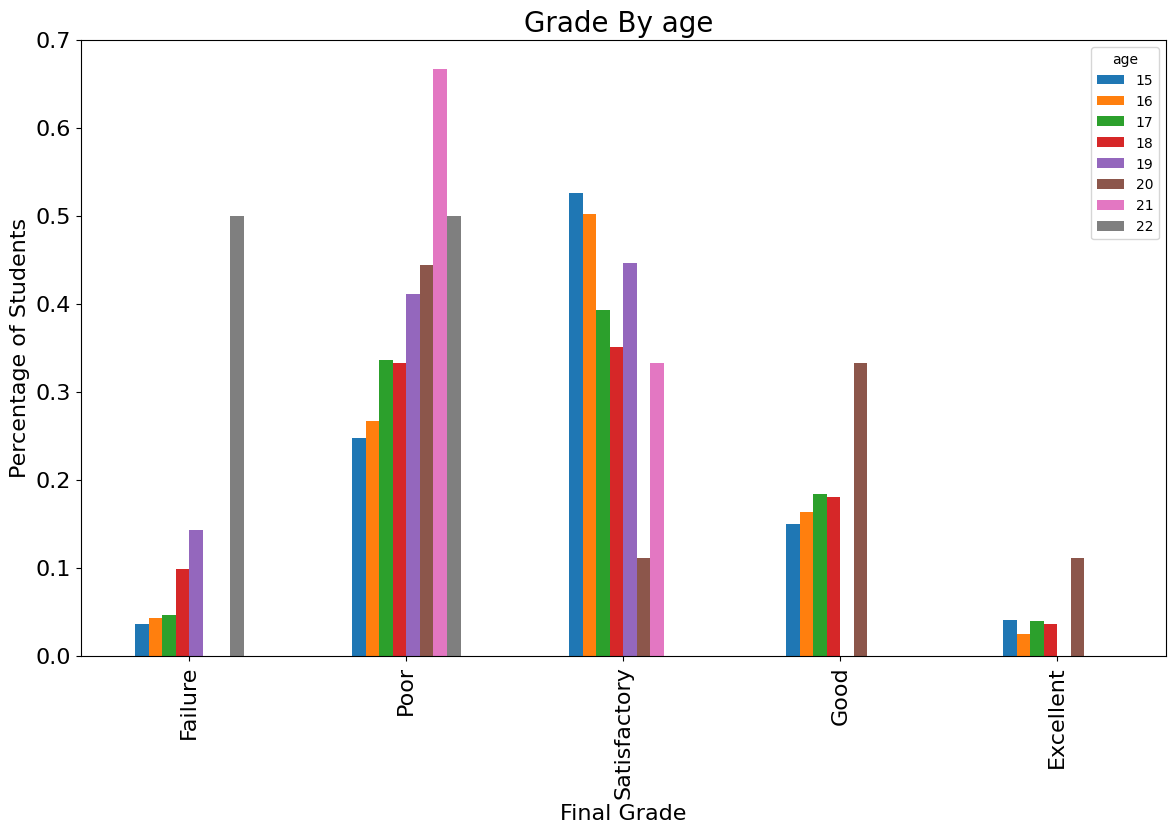 Grade By age
Percentage of Students
0.7
0.6
0.5
0.4
0.3
0.2
0.1
0.0
age
15
16
17
18
19
20
21
22
Failure
Poor
Satisfactory
Good
Excellent
Final Grade